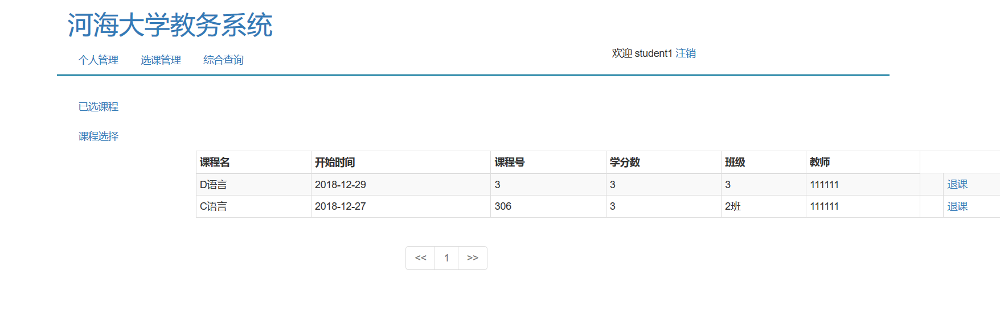 河海大学教务系统
个人管理 选课管理 综合查询 欢迎 student1 注销
已选课程
课程选择
课程名 开始时间 课程号 学分数 班级 教师
D语言 2018-12-29 3 3 3 111111 退课
C语言 2018-12-27 306 3 2班 111111 退课
<< 1 >>